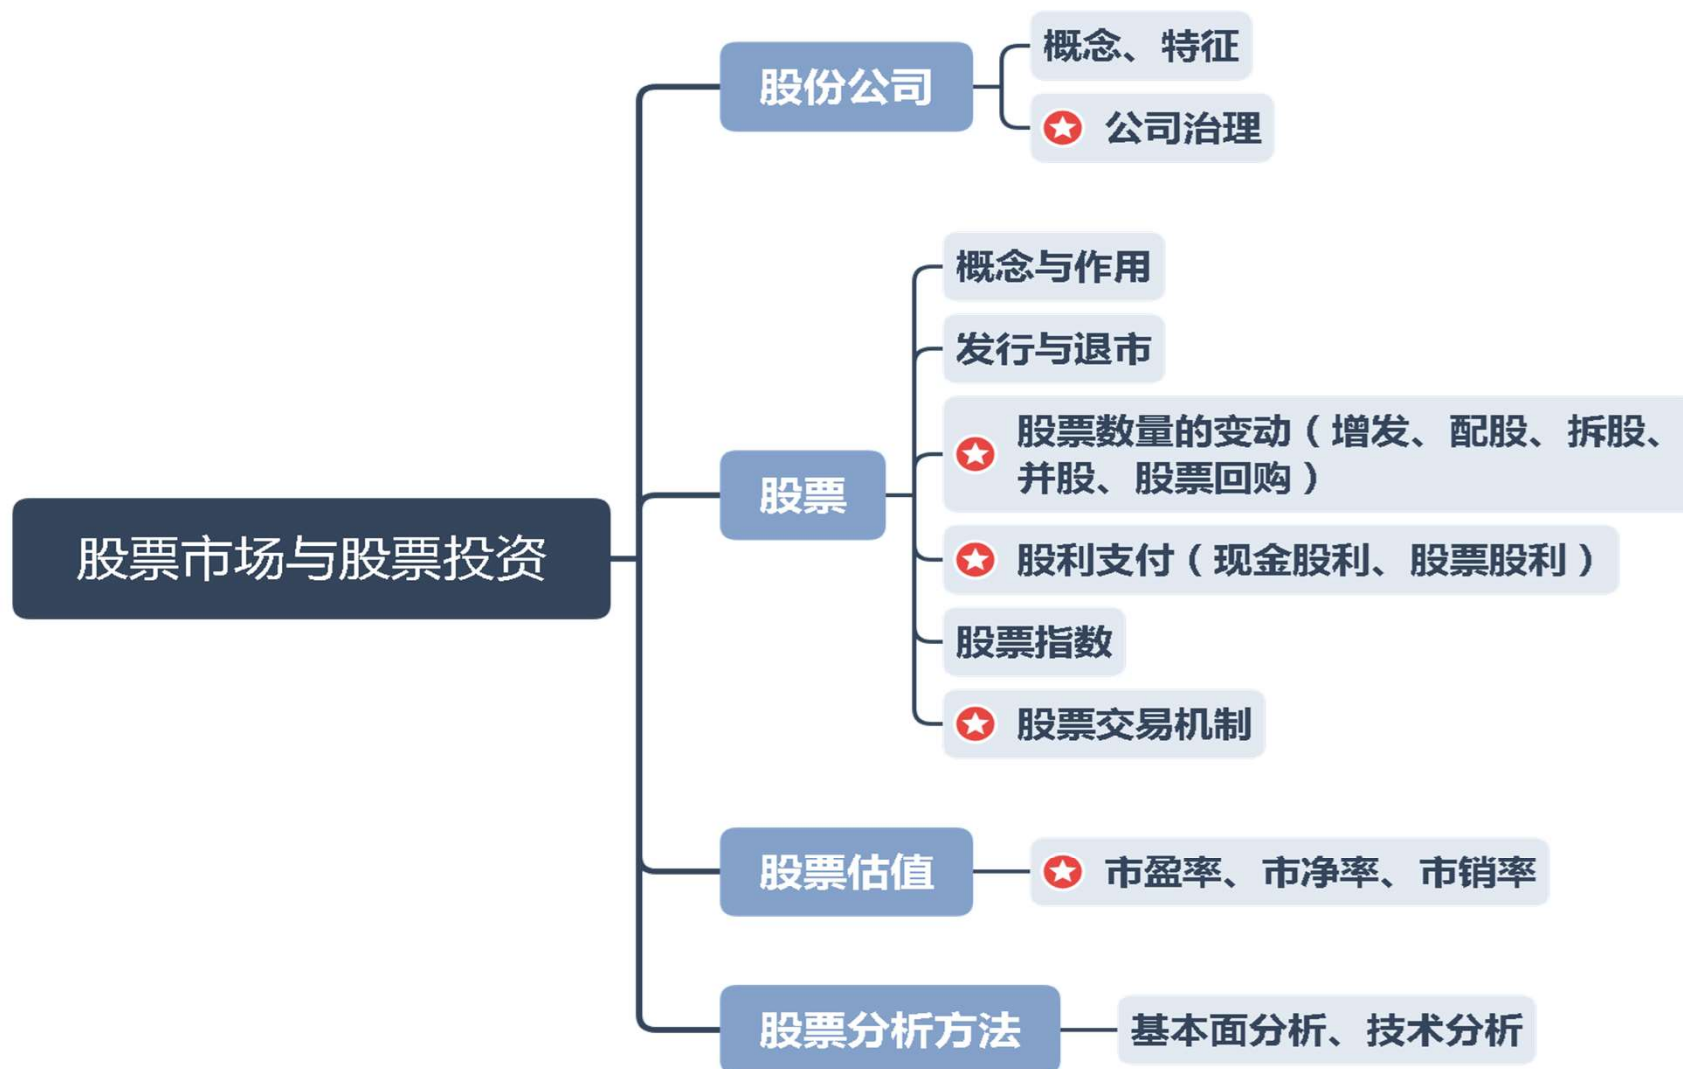 股份公司
概念、特征
公司治理
股票市场与股票投资
股票
概念与作用
发行与退市
股票数量的变动（增发、配股、拆股、
并股、股票回购）
股利支付（现金股利、股票股利）
股票指数
股票交易机制
股票估值
市盈率、市净率、市销率
股票分析方法
基本面分析、技术分析